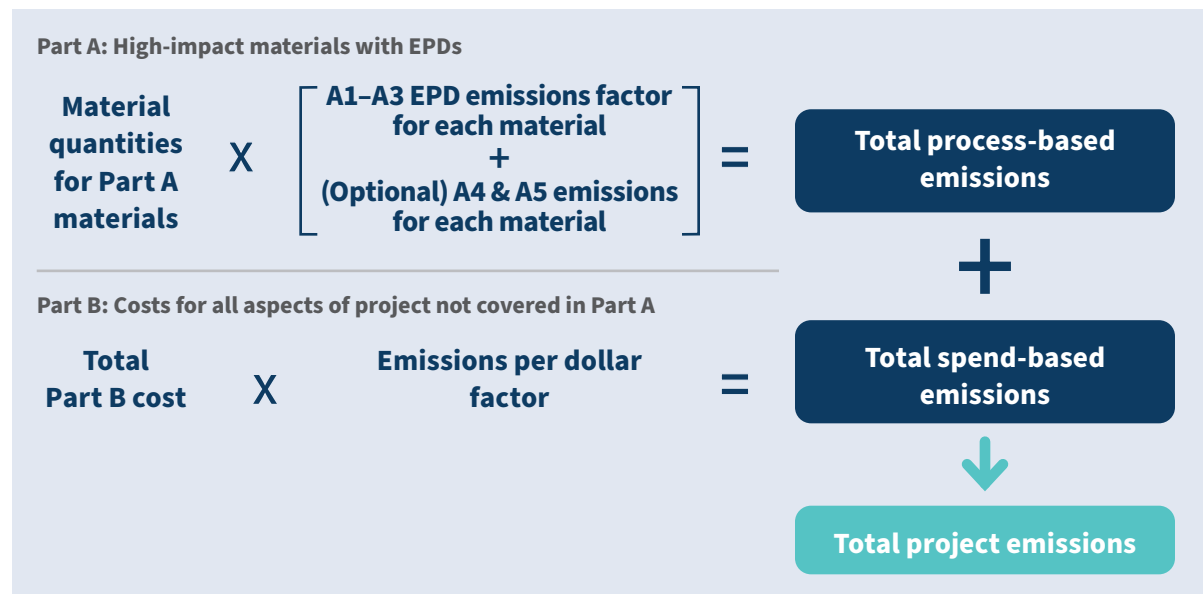 Part A: High-impact materials with EPDs
Material
quantities
for Part A
materials
X
A1–A3 EPD emissions factor
for each material
+
(Optional) A4 & A5 emissions
for each material
=
Total process-based
emissions
+
Part B: Costs for all aspects of project not covered in Part A
Total
Part B cost
X
Emissions per dollar
factor
=
Total spend-based
emissions
Total project emissions